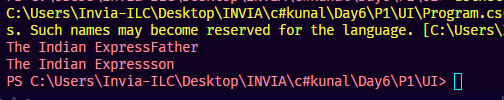 C:\Users\Invia-ILC\Desktop\INVIA\c#kunal\Day6\P1\UI\Program.cs
s. Such names may become reserved for the language. [C:\Users\I
The Indian ExpressFather
The Indian Expressson
PS C:\Users\Invia-ILC\Desktop\INVIA\c#kunal\Day6\P1\UI>